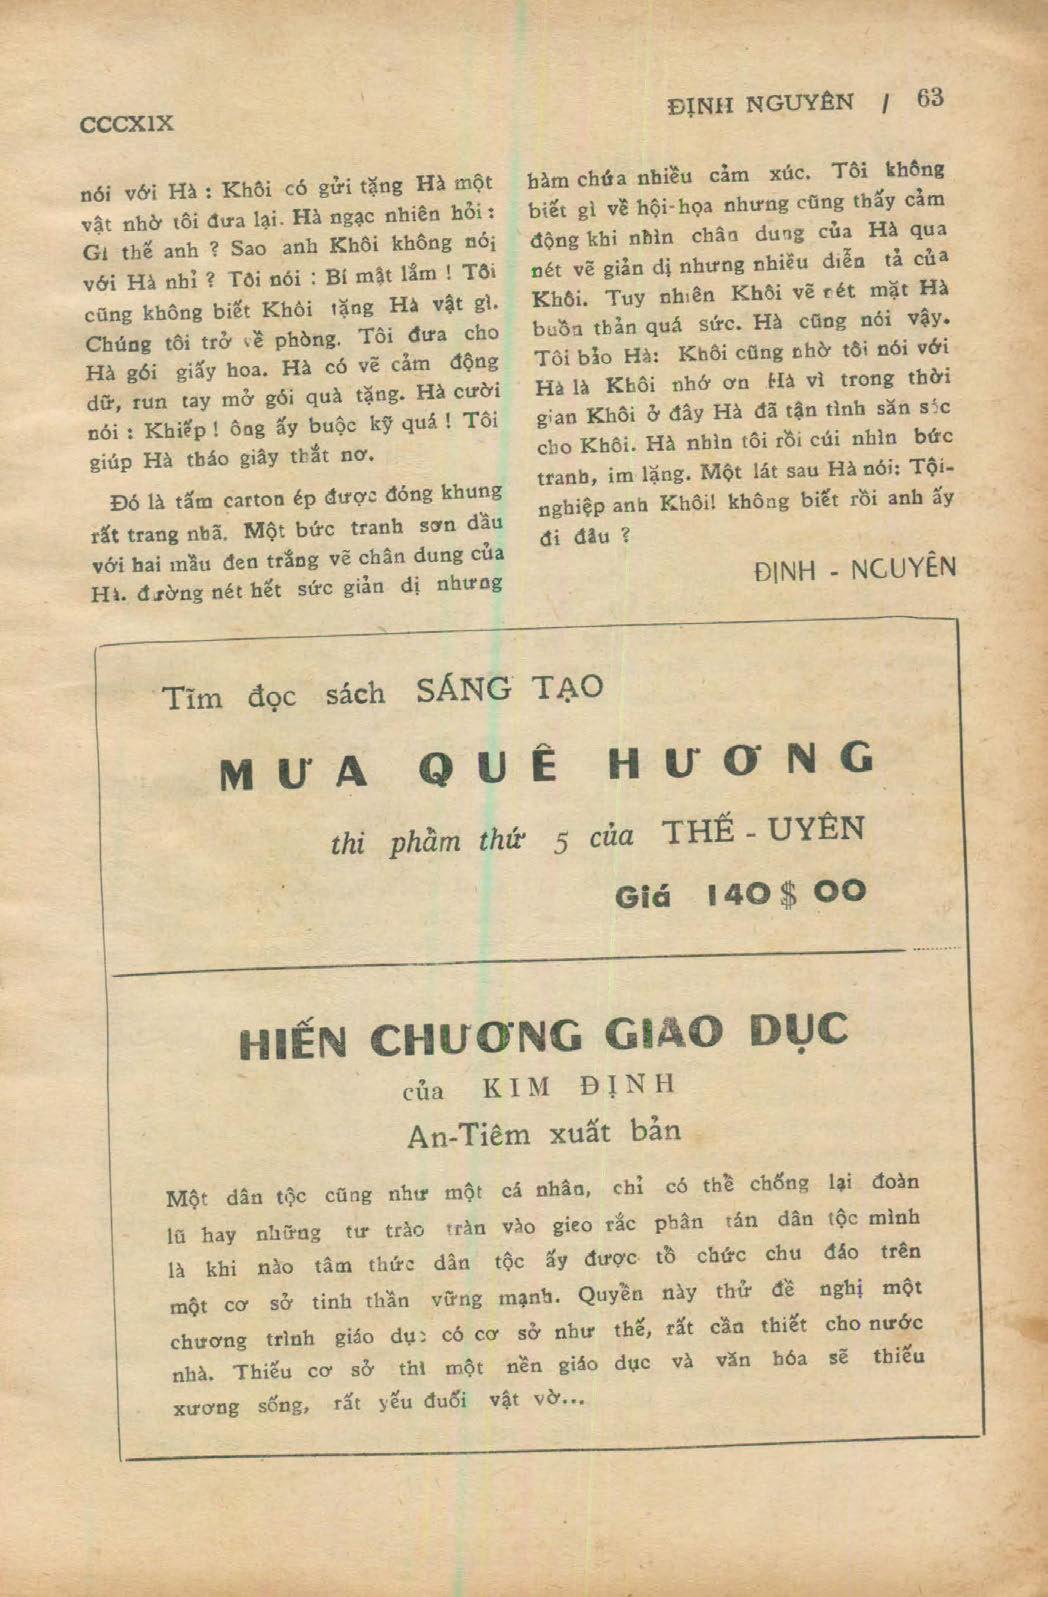 CCCXIX
ĐỊNH NGUYÊN / 63
nói với Hà : Khôi có gửi tặng Hà một
vật nhờ tôi đưa lại. Hà ngạc nhiên hỏi :
Gì thế anh ? Sao anh Khôi không nói
với Hà nhỉ ? Tôi nói : Bí mật lắm ! Tôi
cũng không biết Khôi tặng Hà vật gì.
Chúng tôi trở về phòng. Tôi đưa cho
Hà gói giấy hoa. Hà có vẽ cảm động
dữ, run tay mở gói quà tặng. Hà cười
nói : Khiếp ! ông ấy buộc kỹ quá ! Tôi
giúp Hà tháo giây thắt nơ.
Đó là tấm carton ép được đóng khung
rất trang nhã. Một bức tranh sơn dầu
với hai mầu đen trắng vẽ chân dung của
Hà. đường nét hết sức giản dị nhưng
hàm chứa nhiều cảm xúc. Tôi không
biết gì về hội-họa nhưng cũng thấy cảm
động khi nhìn chân dung của Hà qua
nét vẽ giản dị nhưng nhiều diễn tả của
Khôi. Tuy nhiên Khôi vẽ nét mặt Hà
buồn thản quá sức. Hà cũng nói vậy.
Tôi bảo Hà: Khôi cũng nhờ tôi nói với
Hà là Khôi nhớ ơn Hà vì trong thời
gian Khôi ở đây Hà đã tận tình săn sóc
cho Khôi. Hà nhìn tôi rồi cúi nhìn bức
tranh, im lặng. Một lát sau Hà nói: Tội-
nghiệp anh Khôi! không biết rồi anh ấy
đi đâu ?
ĐỊNH - NGUYÊN
Tìm đọc sách SÁNG TẠO
MƯA QUÊ HƯƠNG
thi phầm thứ 5 của THẾ - UYÊN
Giá 140$00
HIẾN CHƯƠNG GIAO DỤC
của KIM ĐỊNH
An-Tiêm xuất bản
Một dân tộc cũng như một cá nhân, chỉ có thể chống lại đoàn
lũ hay những tư trào tràn vào gieo rắc phân tán dân tộc mình
là khi nào tâm thức dân tộc ấy được tồ chức chu đáo trên
một cơ sở tinh thần vững mạnh. Quyền này thử đề nghị một
chương trình giáo dục có cơ sở như thế, rất cần thiết cho nước
nhà. Thiếu cơ sở thì một nền giáo dục và văn hóa sẽ thiếu
xương sống, rất yếu đuối vật vờ...